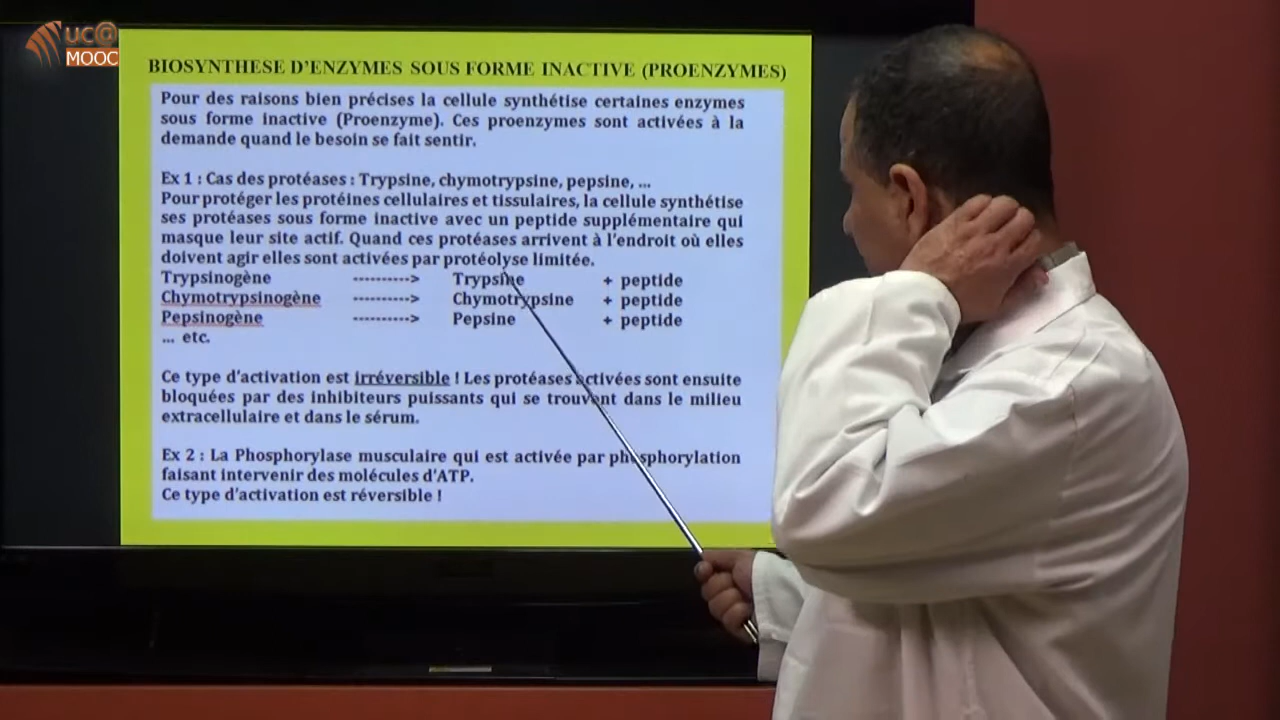 UC@
MOOC
BIOSYNTHESE D'ENZYMES SOUS FORME INACTIVE (PROENZYMES)
Pour des raisons bien précises la cellule synthétise certaines enzymes
sous forme inactive (Proenzyme). Ces proenzymes sont activées à la
demande quand le besoin se fait sentir.
Ex 1 : Cas des protéases : Trypsine, chymotrypsine, pepsine, ...
Pour protéger les protéines cellulaires et tissulaires, la cellule synthétise
ses protéases sous forme inactive avec un peptide supplémentaire qui
masque leur site actif. Quand ces protéases arrivent à l'endroit où elles
doivent agir elles sont activées par protéolyse limitée.
Trypsinogène ---------> Trypsine + peptide
Chymotrypsinogène ---------> Chymotrypsine + peptide
Pepsinogène ---------> Pepsine + peptide
... etc.
Ce type d'activation est irréversible ! Les protéases activées sont ensuite
bloquées par des inhibiteurs puissants qui se trouvent dans le milieu
extracellulaire et dans le sérum.
Ex 2 : La Phosphorylase musculaire qui est activée par phosphorylation
faisant intervenir des molécules d'ATP.
Ce type d'activation est réversible !